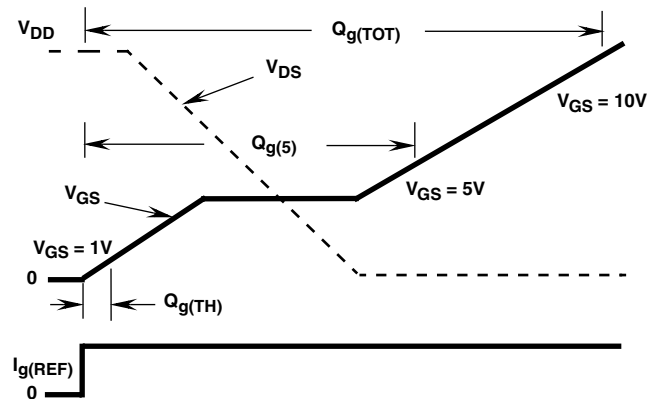 V_DD
Q_g(TOT)
V_DS
V_GS = 10V
Q_g(5)
V_GS
V_GS = 5V
V_GS = 1V
0
Q_g(TH)
I_g(REF)
0